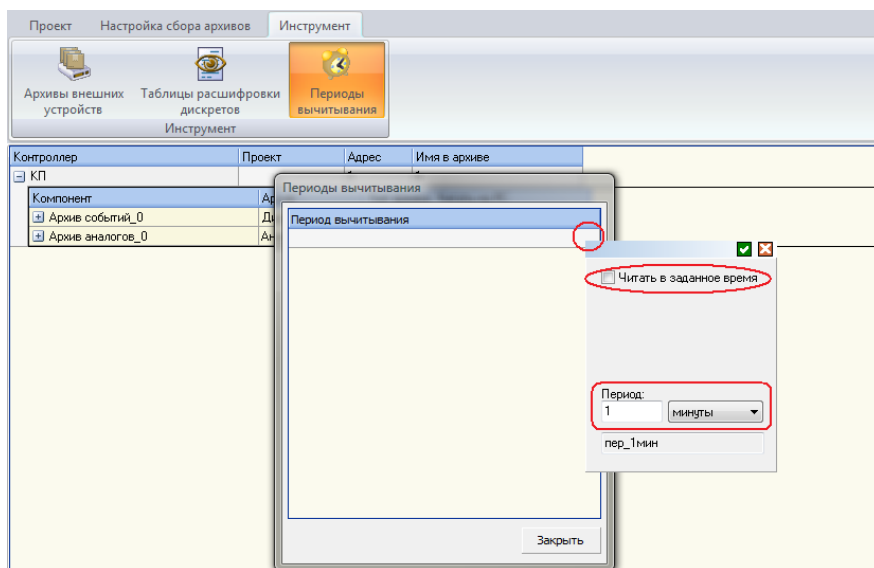 Проект Настройка сбора архивов Инструмент
Архивы внешних устройств Таблицы расшифровки дискретов Периоды вычитывания
Инструмент
Контроллер Проект Адрес Имя в архиве
КП
Периоды вычитывания
Компонент
Архив событий_0
Архив аналогов_0
Период вычитывания
Читать в заданное время
Период:
1 минуты
пер_1мин
Закрыть